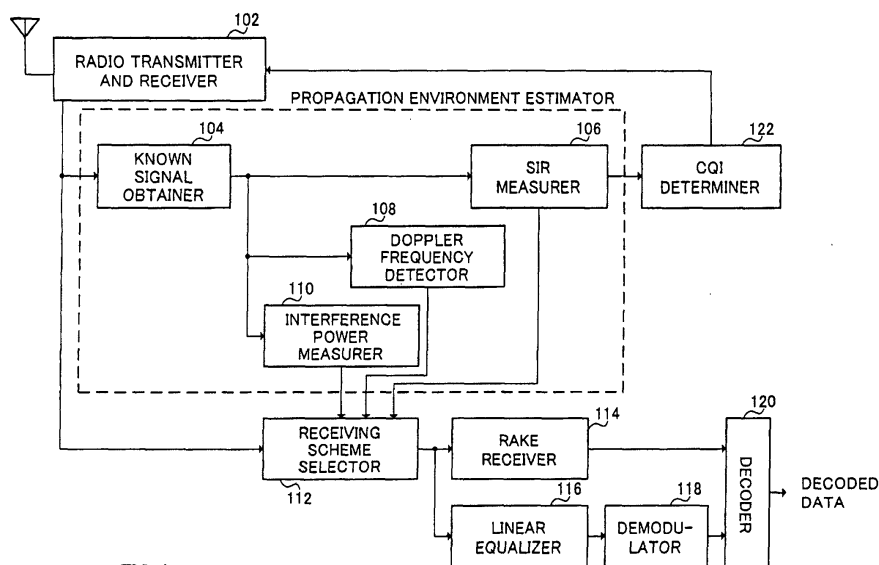 102
RADIO TRANSMITTER
AND RECEIVER
PROPAGATION ENVIRONMENT ESTIMATOR
104
KNOWN
SIGNAL
OBTAINER
106
SIR
MEASURER
122
CQI
DETERMINER
108
DOPPLER
FREQUENCY
DETECTOR
110
INTERFERENCE
POWER
MEASURER
RECEIVING
SCHEME
SELECTOR
112
114
RAKE
RECEIVER
116
LINEAR
EQUALIZER
118
DEMODU-
LATOR
120
DECODER
DECODED
DATA